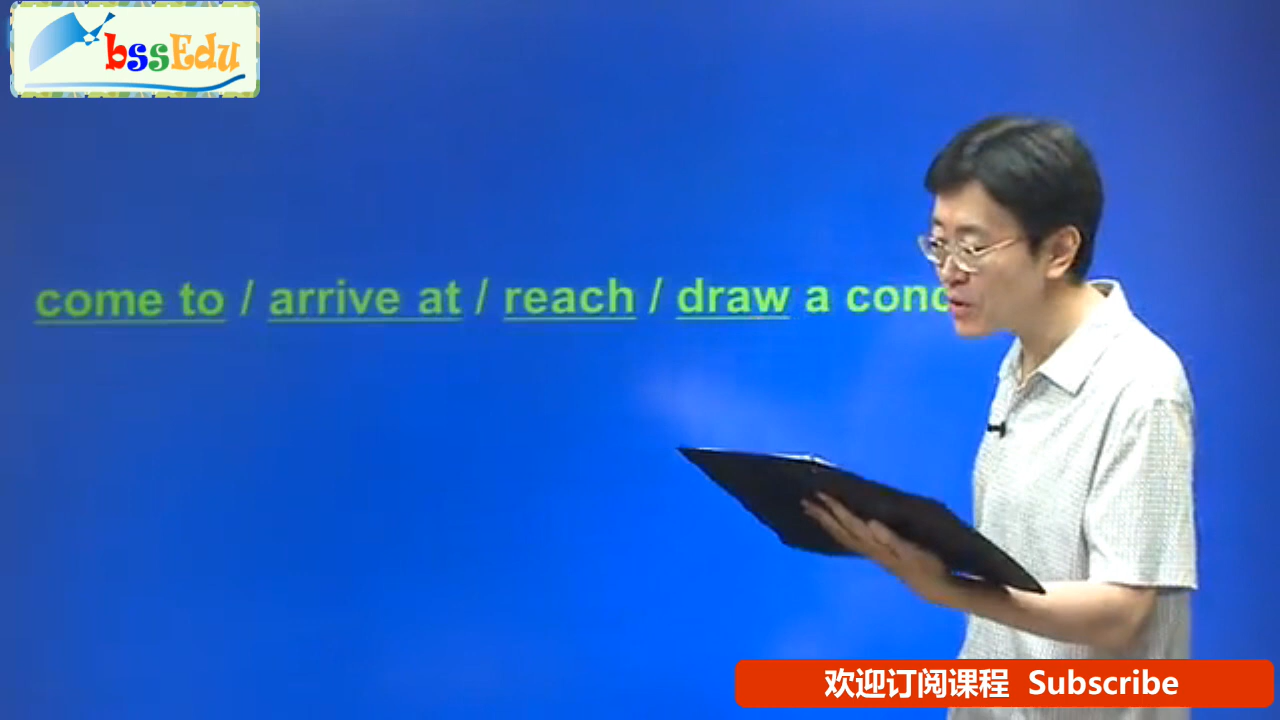 bssEdu
come to / arrive at / reach / draw a conc
欢迎订阅课程 Subscribe